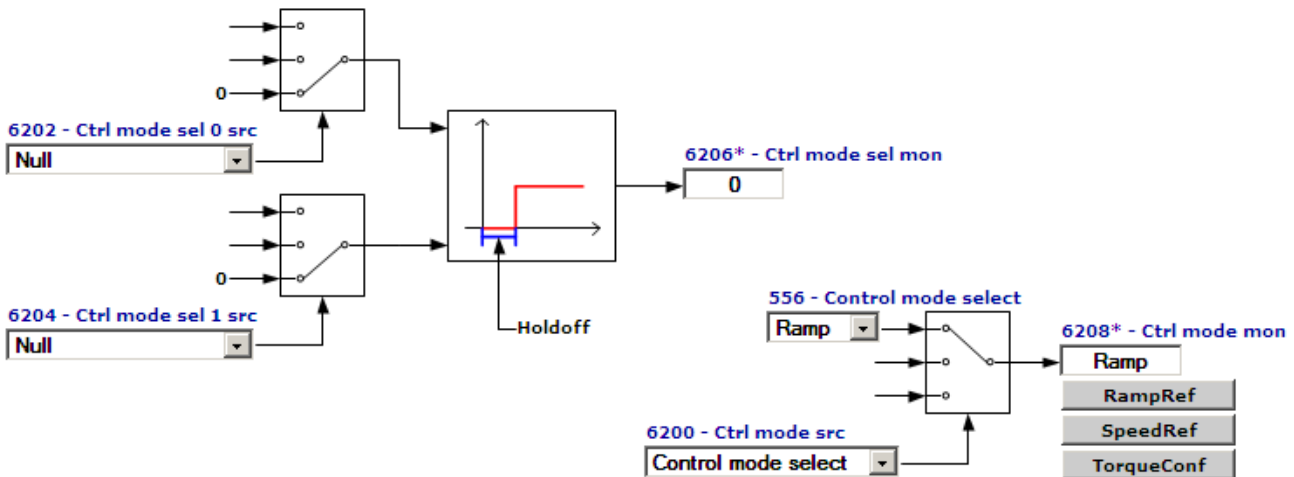 0
6202 - Ctrl mode sel 0 src
Null
6206* - Ctrl mode sel mon
0
0
6204 - Ctrl mode sel 1 src
Null
Holdoff
556 - Control mode select
Ramp
6208* - Ctrl mode mon
Ramp
RampRef
SpeedRef
TorqueConf
6200 - Ctrl mode src
Control mode select